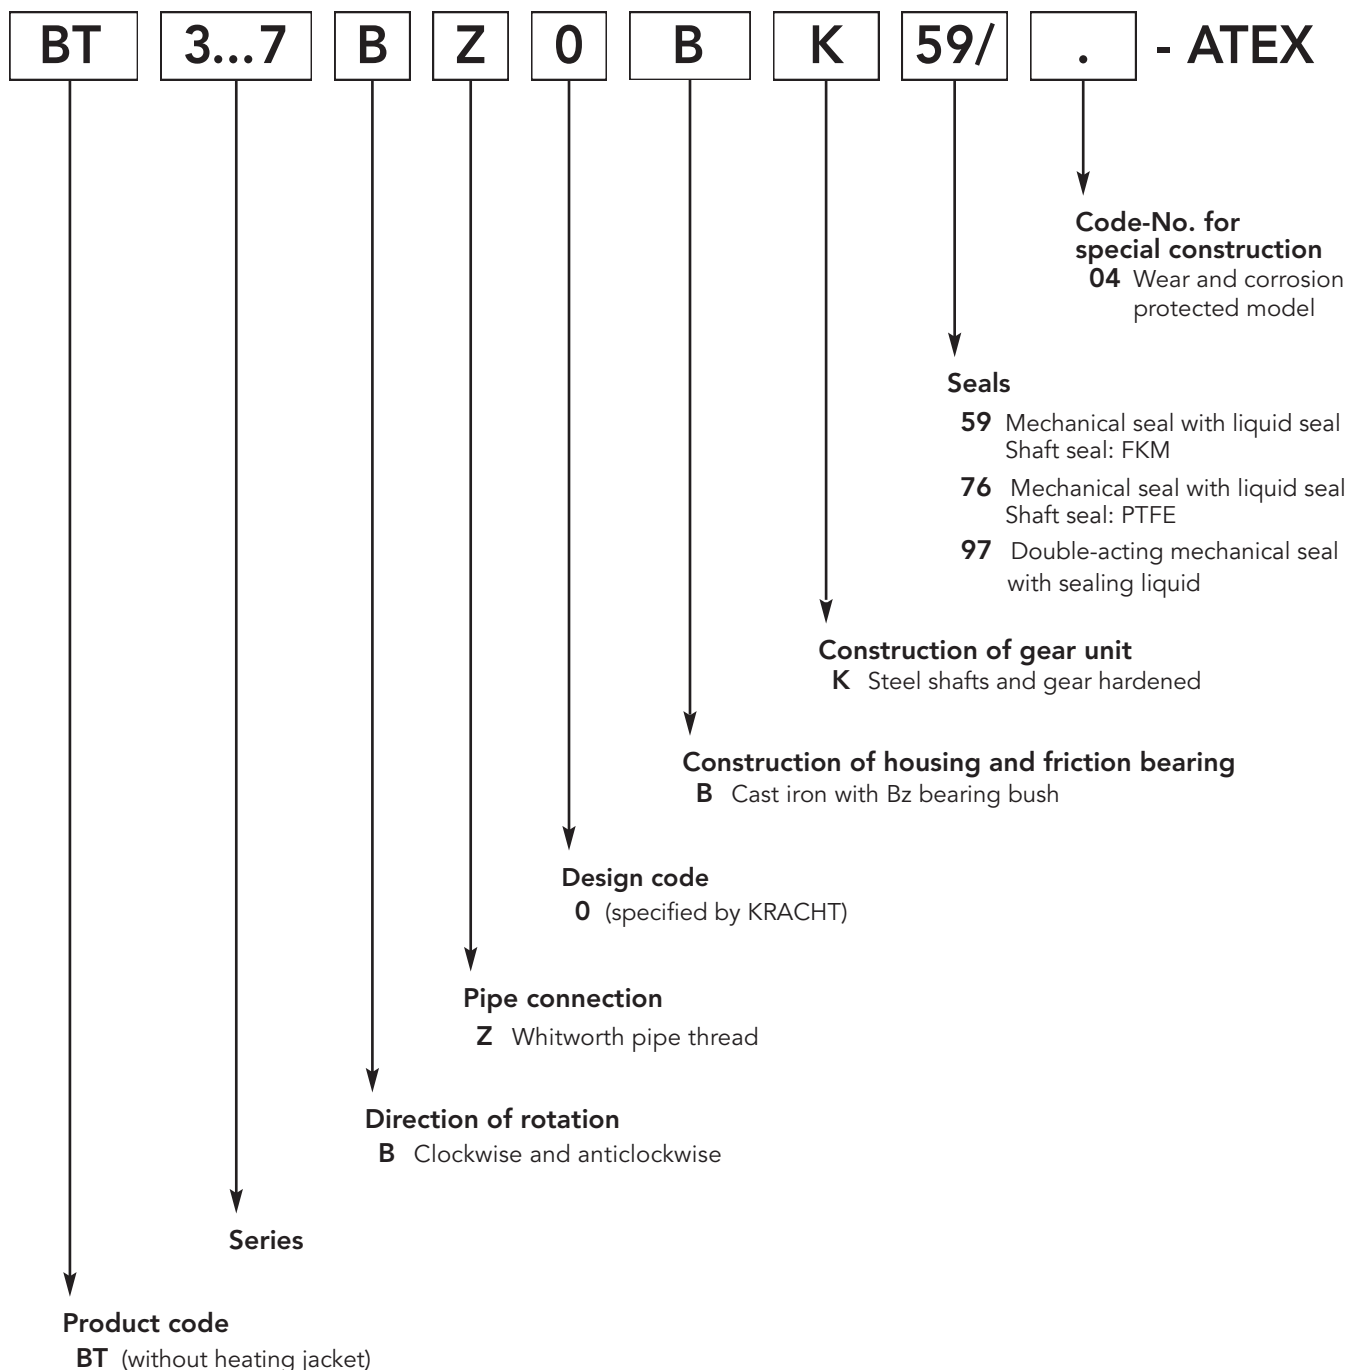 BT 3...7 B Z 0 B K 59/ . - ATEX
Code-No. for
special construction
04 Wear and corrosion
protected model
Seals
59 Mechanical seal with liquid seal
Shaft seal: FKM
76 Mechanical seal with liquid seal
Shaft seal: PTFE
97 Double-acting mechanical seal
with sealing liquid
Construction of gear unit
K Steel shafts and gear hardened
Construction of housing and friction bearing
B Cast iron with Bz bearing bush
Design code
0 (specified by KRACHT)
Pipe connection
Z Whitworth pipe thread
Direction of rotation
B Clockwise and anticlockwise
Series
Product code
BT (without heating jacket)